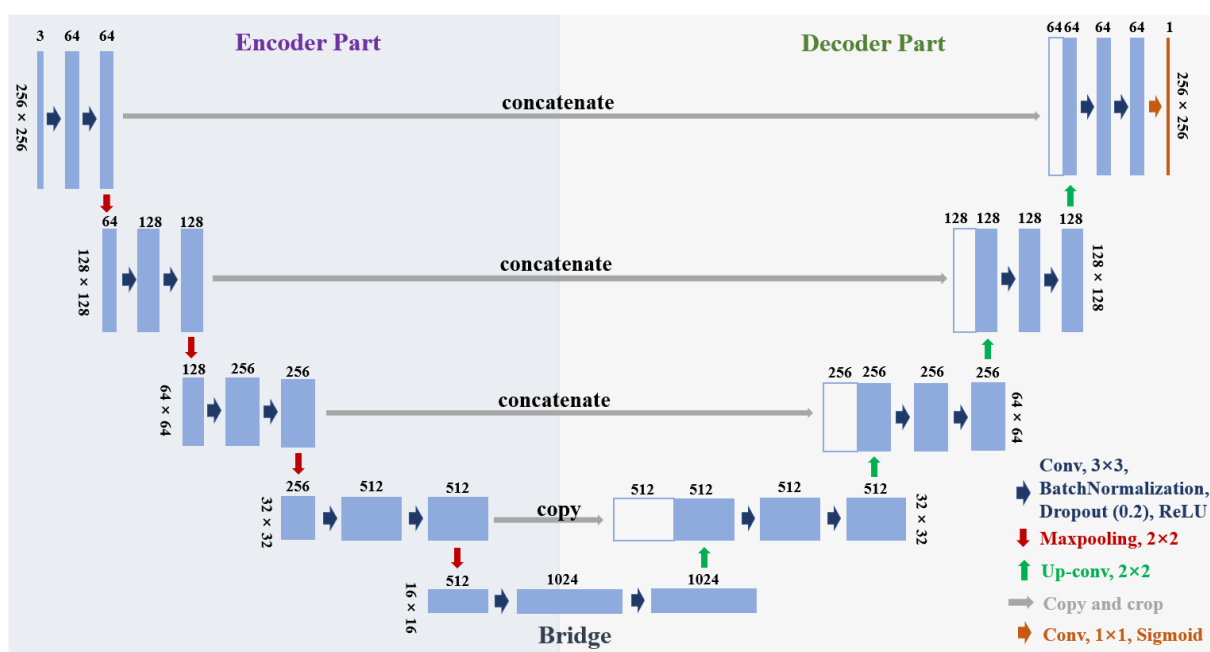 Encoder Part
Decoder Part
3 64 64
64 64 64 64 1
256 × 256
concatenate
256 × 256
64 128 128
128 128 128 128
128 × 128
concatenate
128 × 128
128 256 256
256 256 256 256
64 × 64
concatenate
64 × 64
256 512 512
512 512 512 512
32 × 32
copy
32 × 32
512 1024 1024
16 × 16
Bridge
Conv, 3×3,
BatchNormalization,
Dropout (0.2), ReLU
Maxpooling, 2×2
Up-conv, 2×2
Copy and crop
Conv, 1×1, Sigmoid